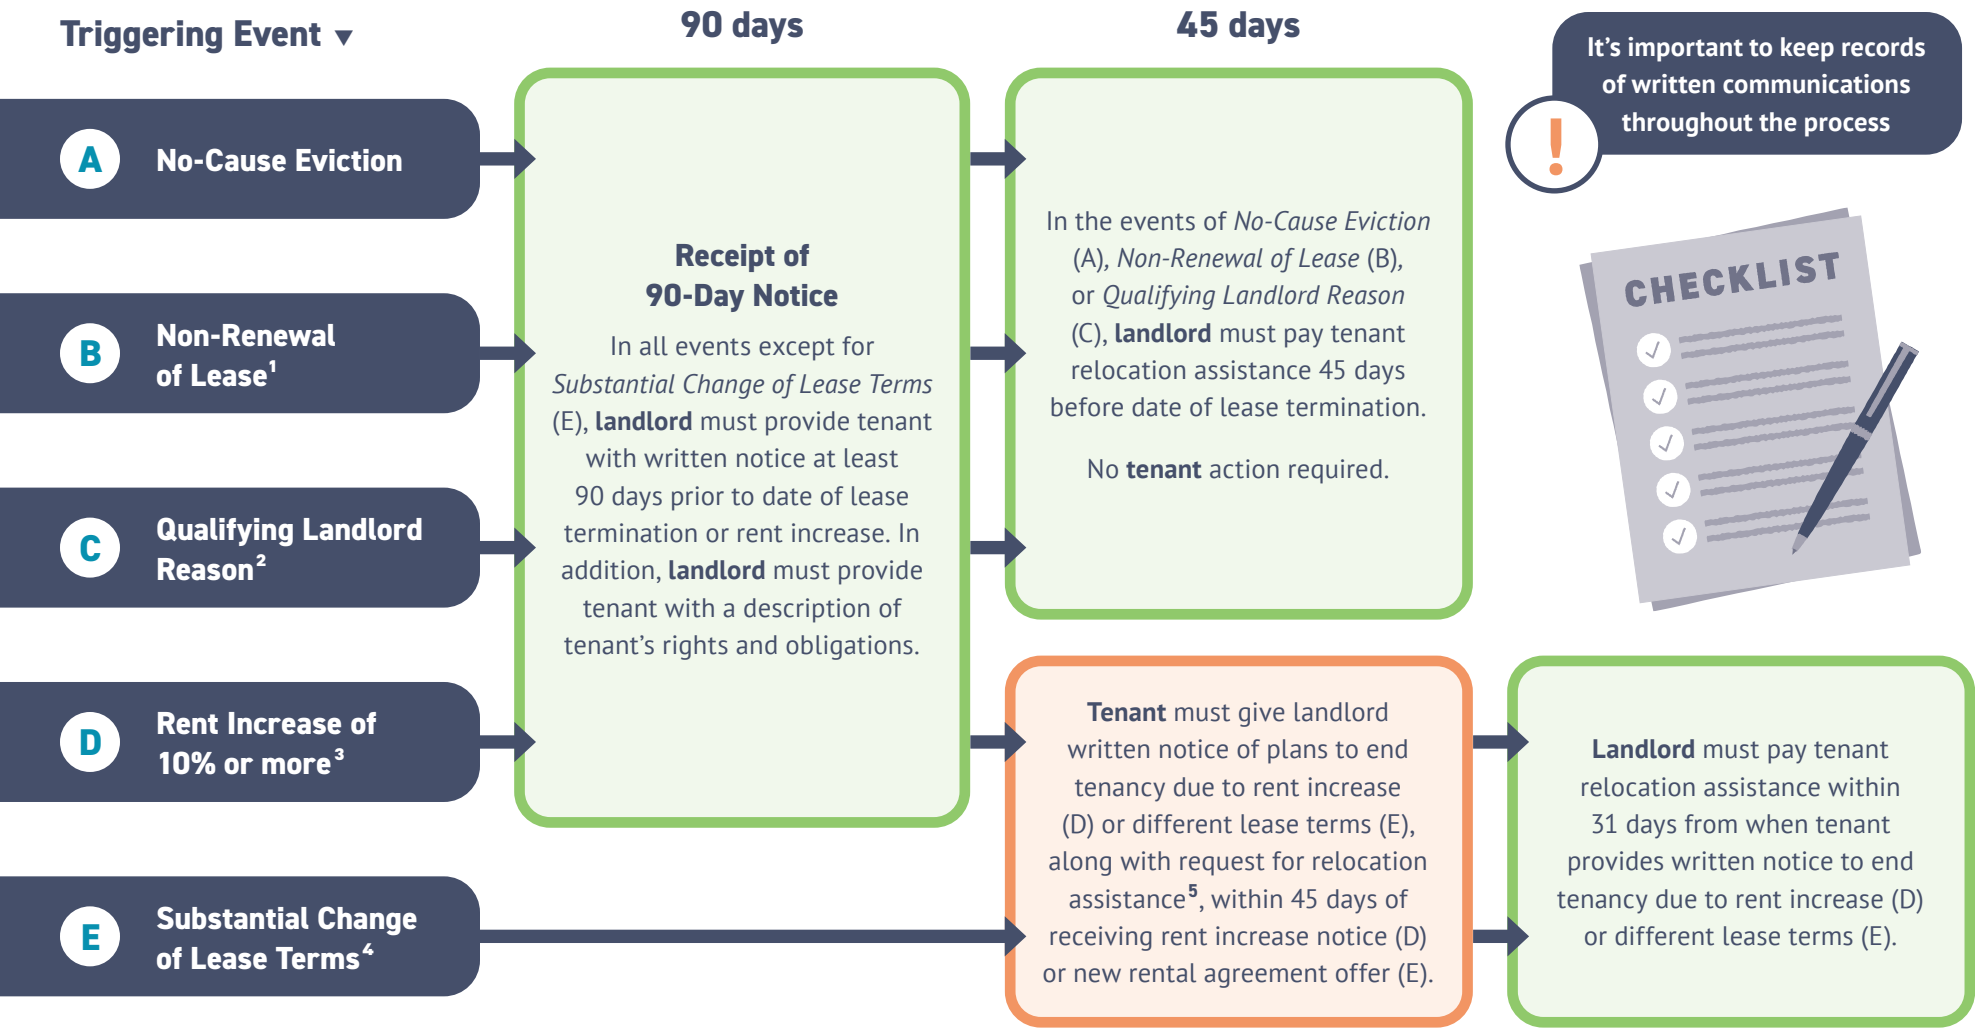 Triggering Event ▼
90 days
45 days
It's important to keep records
of written communications
throughout the process
!
A No-Cause Eviction
B Non-Renewal
of Lease¹
C Qualifying Landlord
Reason²
D Rent Increase of
10% or more³
E Substantial Change
of Lease Terms⁴
Receipt of
90-Day Notice
In all events except for
Substantial Change of Lease Terms
(E), landlord must provide tenant
with written notice at least
90 days prior to date of lease
termination or rent increase. In
addition, landlord must provide
tenant with a description of
tenant's rights and obligations.
In the events of No-Cause Eviction
(A), Non-Renewal of Lease (B),
or Qualifying Landlord Reason
(C), landlord must pay tenant
relocation assistance 45 days
before date of lease termination.
No tenant action required.
CHECKLIST
Tenant must give landlord
written notice of plans to end
tenancy due to rent increase
(D) or different lease terms (E),
along with request for relocation
assistance⁵, within 45 days of
receiving rent increase notice (D)
or new rental agreement offer (E).
Landlord must pay tenant
relocation assistance within
31 days from when tenant
provides written notice to end
tenancy due to rent increase (D)
or different lease terms (E).